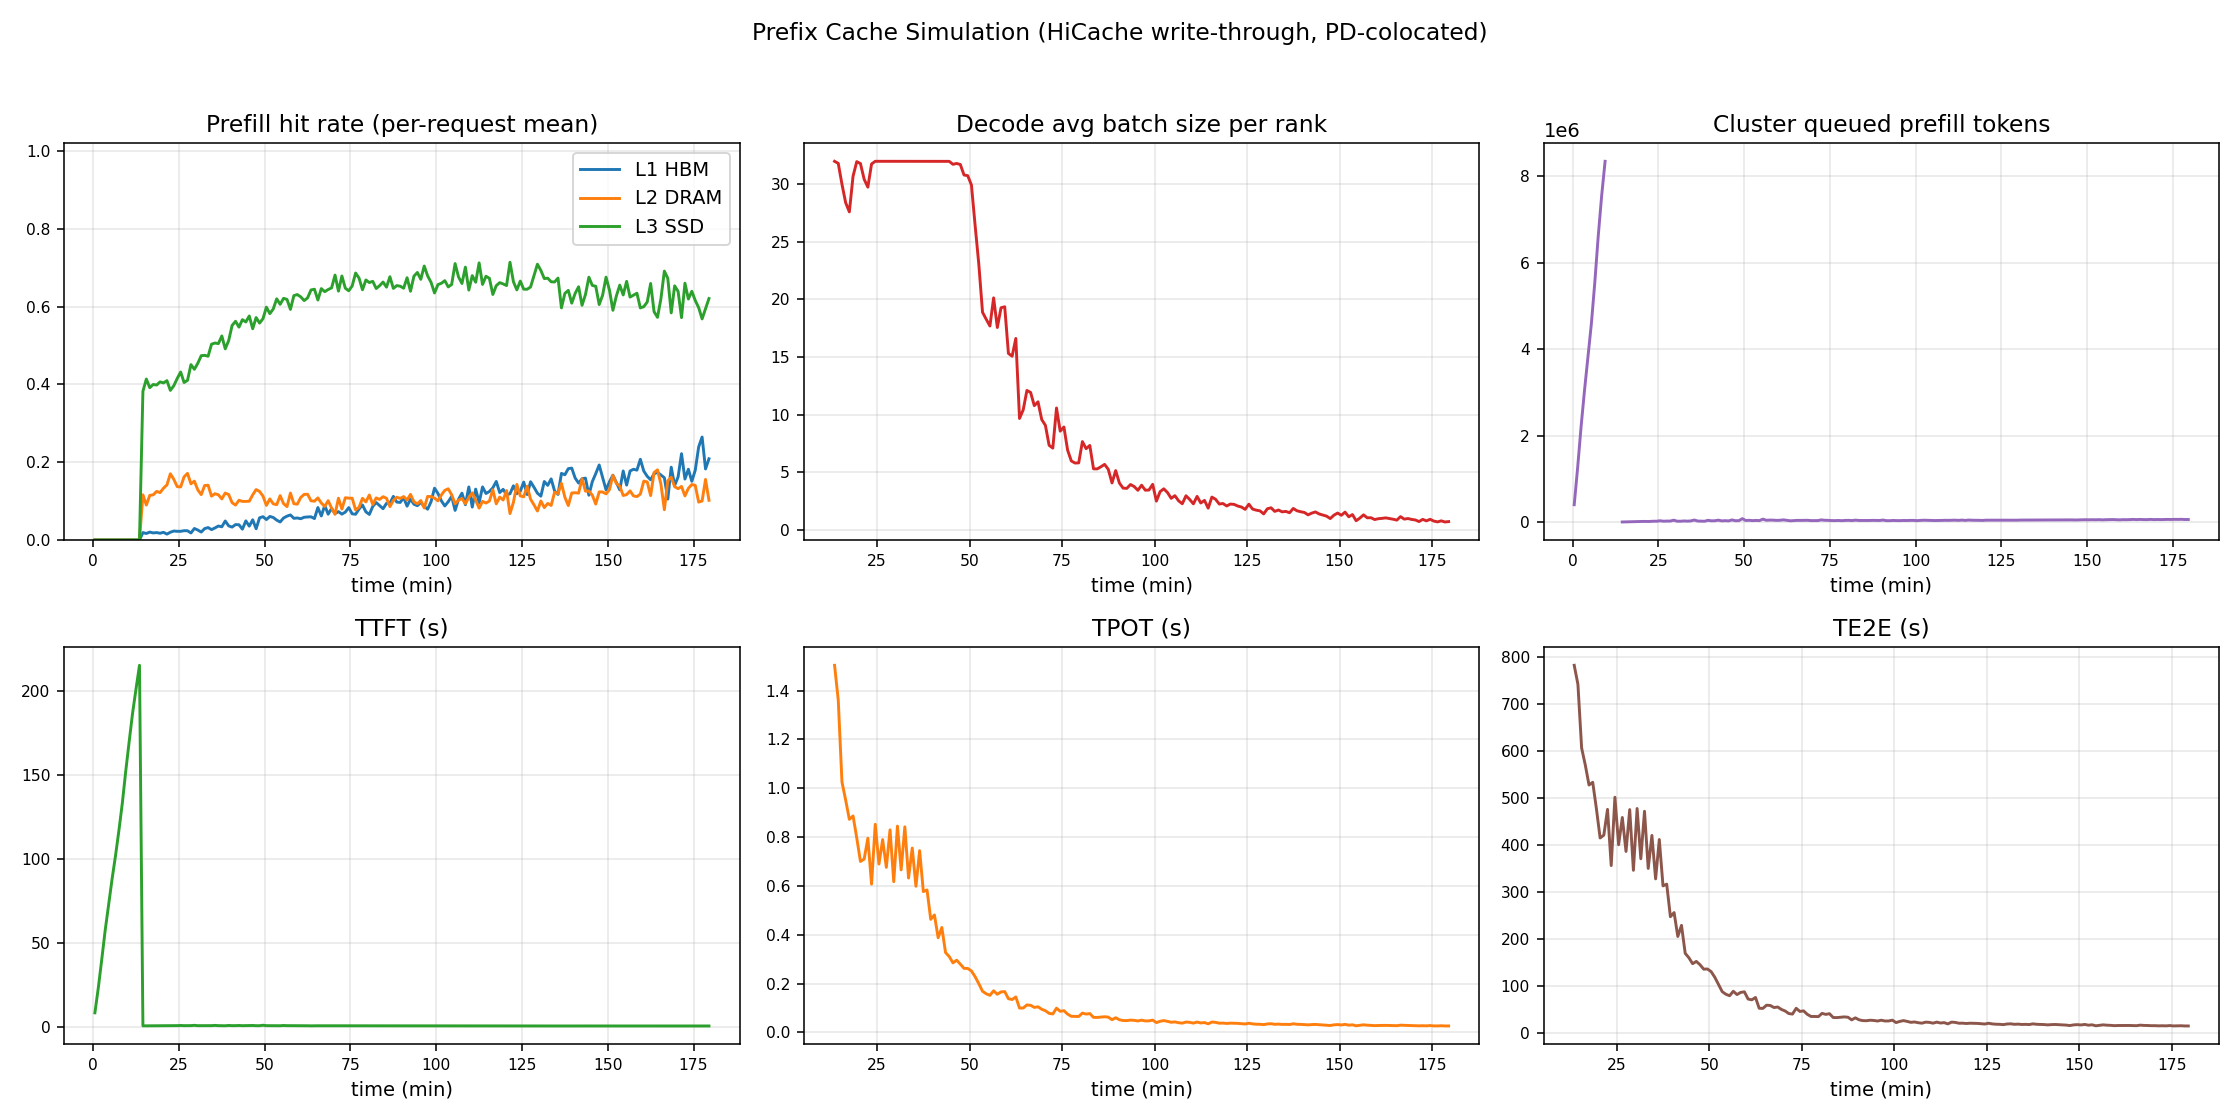 Prefix Cache Simulation (HiCache write-through, PD-colocated)
Prefill hit rate (per-request mean)
1.0
0.8
0.6
0.4
0.2
0.0
L1 HBM
L2 DRAM
L3 SSD
0 25 50 75 100 125 150 175
time (min)
Decode avg batch size per rank
30
25
20
15
10
5
0
25 50 75 100 125 150 175
time (min)
Cluster queued prefill tokens
1e6
8
6
4
2
0
0 25 50 75 100 125 150 175
time (min)
TTFT (s)
200
150
100
50
0
0 25 50 75 100 125 150 175
time (min)
TPOT (s)
1.4
1.2
1.0
0.8
0.6
0.4
0.2
0.0
25 50 75 100 125 150 175
time (min)
TE2E (s)
800
700
600
500
400
300
200
100
0
25 50 75 100 125 150 175
time (min)